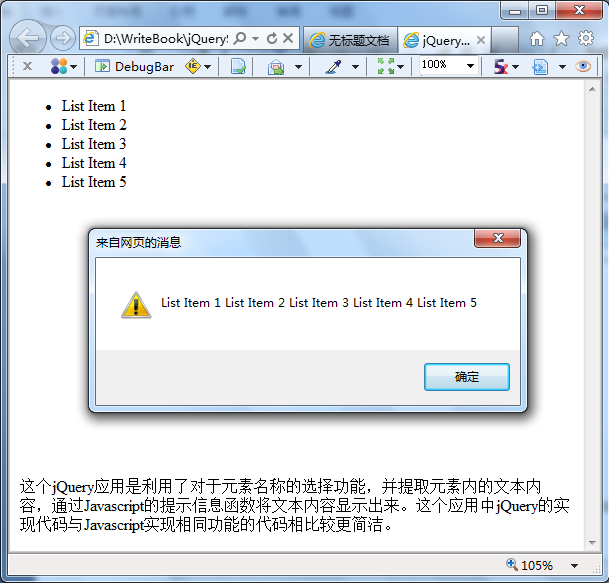 D:\WriteBook\jQuery
无标题文档
jQuery...
DebugBar
100%
List Item 1
List Item 2
List Item 3
List Item 4
List Item 5
来自网页的消息
List Item 1 List Item 2 List Item 3 List Item 4 List Item 5
确定
这个jQuery应用是利用了对于元素名称的选择功能，并提取元素内的文本内
容，通过Javascript的提示信息函数将文本内容显示出来。这个应用中jQuery的实
现代码与Javascript实现相同功能的代码相比较更简洁。
105%